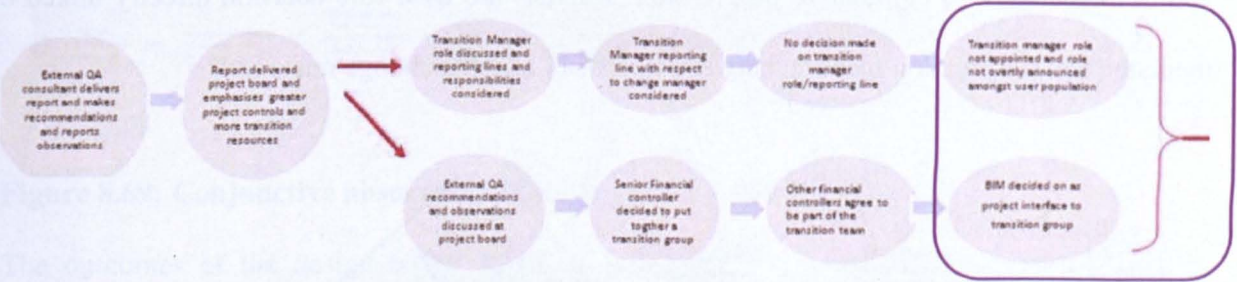 External QA
consultant delivers
report and makes
recommendations
and reports
observations
Report delivered
project board and
emphasises greater
project controls and
more transition
resources
Transition Manager
role discussed and
reporting lines and
responsibilities
considered
Transition
Manager reporting
line with respect
to change manager
considered
No decision made
on transition
manager
role/reporting line
Transition manager role
not appointed and role
not overtly announced
amongst user population
External QA
recommendations
and observations
discussed at
project board
Senior Financial
controller
decided to put
togther a
transition group
Other financial
controllers agree to
be part of the
transition team
BIM decided on as
project interface to
transition group